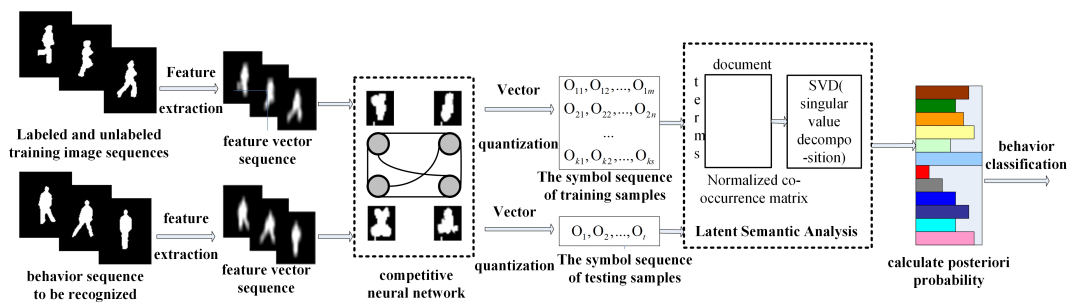 Feature
extraction
Labeled and unlabeled
training image sequences
feature vector
sequence
Vector
quantization
O11, O12, ..., O1m
O21, O22, ..., O2n
...
Ok1, Ok2, ..., Oks
The symbol sequence
of training samples
document
terms
SVD(
singular
value
decompo
-sition)
Normalized co-
occurrence matrix
Latent Semantic Analysis
behavior
classification
calculate posteriori
probability
feature
extraction
behavior sequence
to be recognized
feature vector
sequence
competitive
neural network
Vector
quantization
O1, O2, ..., Ot
The symbol sequence
of testing samples